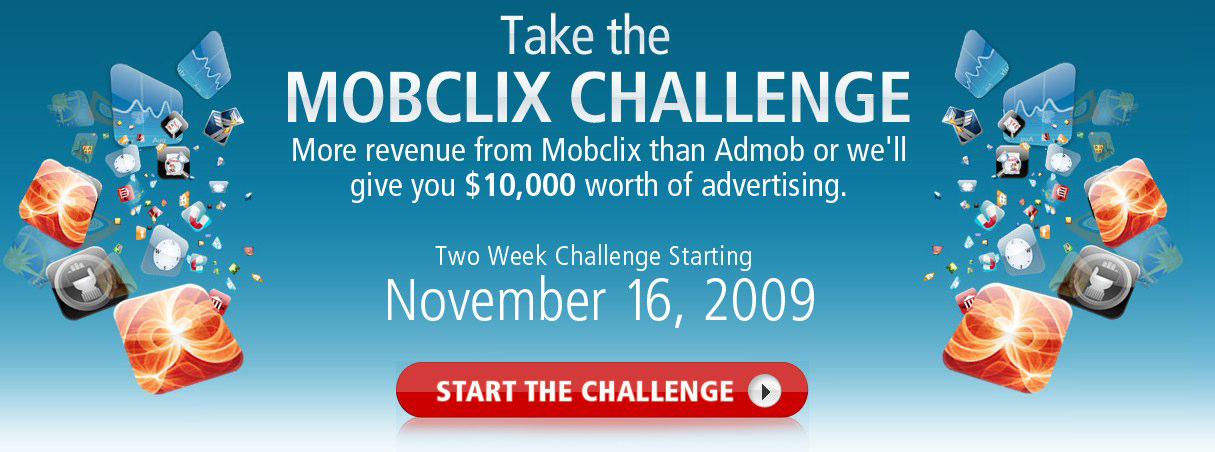 Take the
MOBCLIX CHALLENGE
More revenue from Mobclix than Admob or we'll
give you $10,000 worth of advertising.
Two Week Challenge Starting
November 16, 2009
START THE CHALLENGE